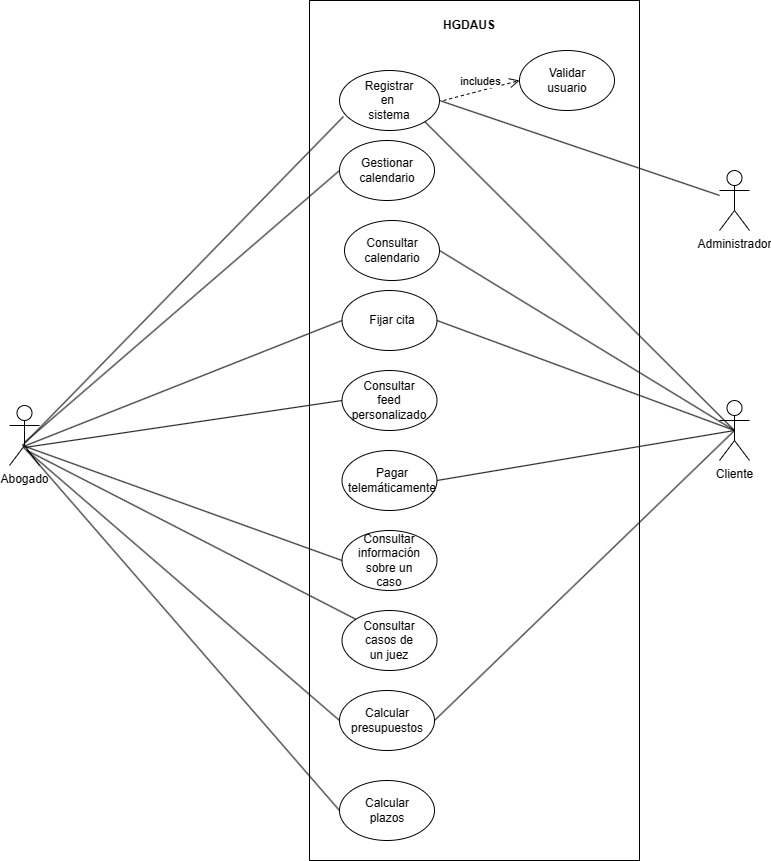 HGDAUS
Validar
usuario
includes
Registrar
en
sistema
Gestionar
calendario
Administrador
Consultar
calendario
Fijar cita
Consultar
feed
personalizado
Abogado
Cliente
Pagar
telemáticamente
Consultar
información
sobre un
caso
Consultar
casos de
un juez
Calcular
presupuestos
Calcular
plazos